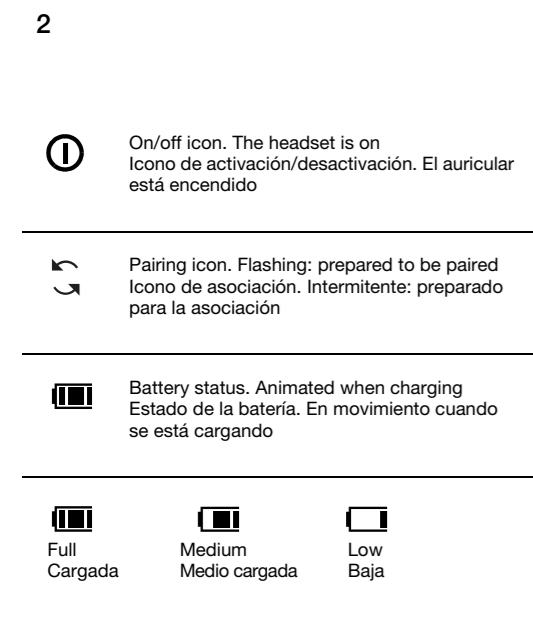 2
On/off icon. The headset is on
Icono de activación/desactivación. El auricular
está encendido
Pairing icon. Flashing: prepared to be paired
Icono de asociación. Intermitente: preparado
para la asociación
Battery status. Animated when charging
Estado de la batería. En movimiento cuando
se está cargando
Full
Cargada
Medium
Medio cargada
Low
Baja